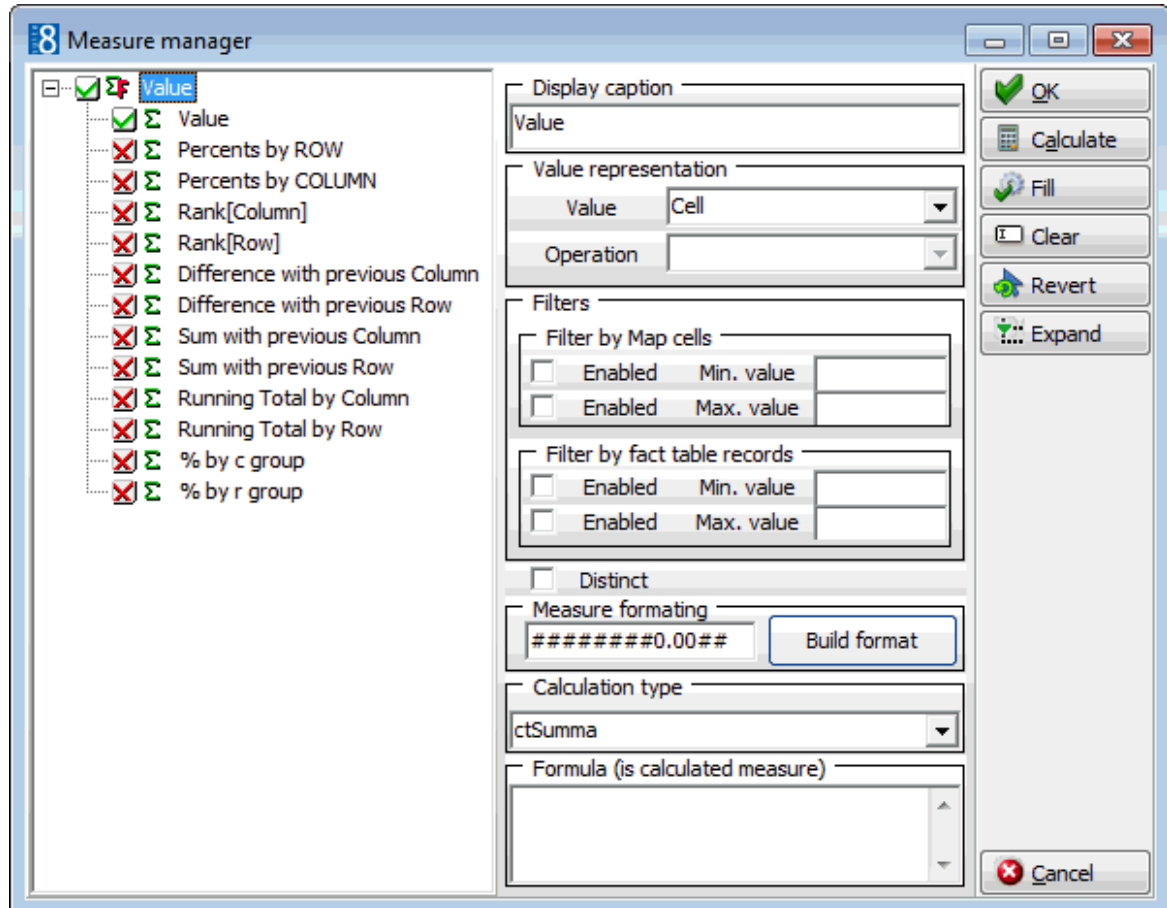 8 Measure manager
Value
Value
Percents by ROW
Percents by COLUMN
Rank[Column]
Rank[Row]
Difference with previous Column
Difference with previous Row
Sum with previous Column
Sum with previous Row
Running Total by Column
Running Total by Row
% by c group
% by r group
Display caption
Value
Value representation
Value Cell
Operation
Filters
Filter by Map cells
Enabled Min. value
Enabled Max. value
Filter by fact table records
Enabled Min. value
Enabled Max. value
Distinct
Measure formating
########0.00## Build format
Calculation type
ctSumma
Formula (is calculated measure)
OK
Calculate
Fill
Clear
Revert
Expand
Cancel